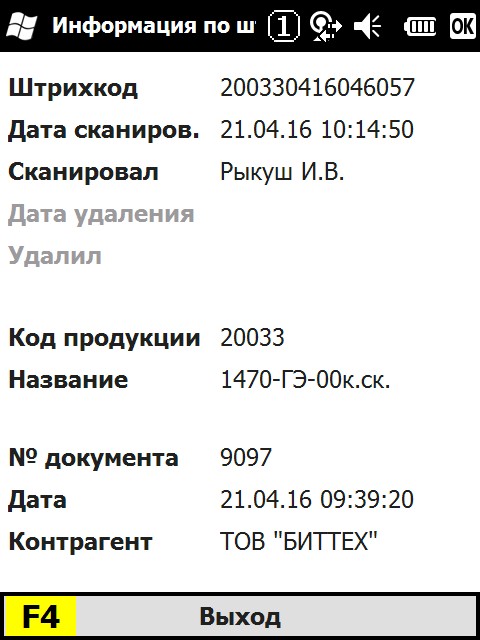 Информация по шт 1 OK
Штрихкод 200330416046057
Дата сканиров. 21.04.16 10:14:50
Сканировал Рыкуш И.В.
Дата удаления
Удалил
Код продукции 20033
Название 1470-ГЭ-00к.ск.
№ документа 9097
Дата 21.04.16 09:39:20
Контрагент ТОВ "БИТТЕХ"
F4 Выход